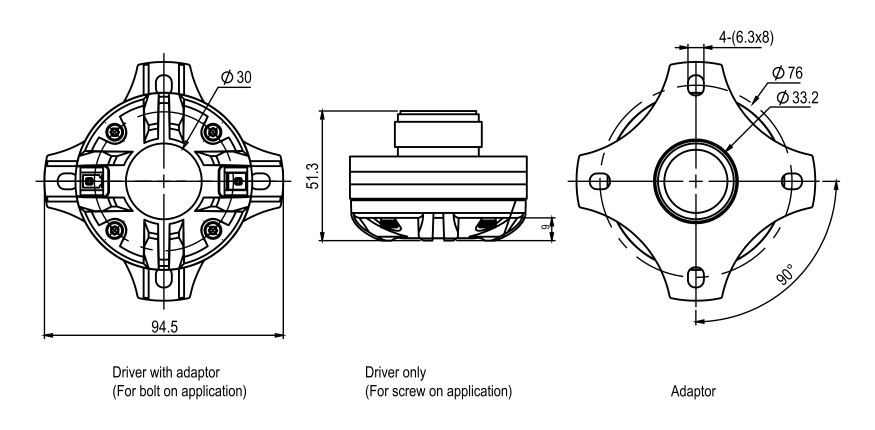 4-(6.3x8)
Ø 30
Ø 76
Ø 33.2
51.3
9
90°
94.5
Driver with adaptor
(For bolt on application)
Driver only
(For screw on application)
Adaptor